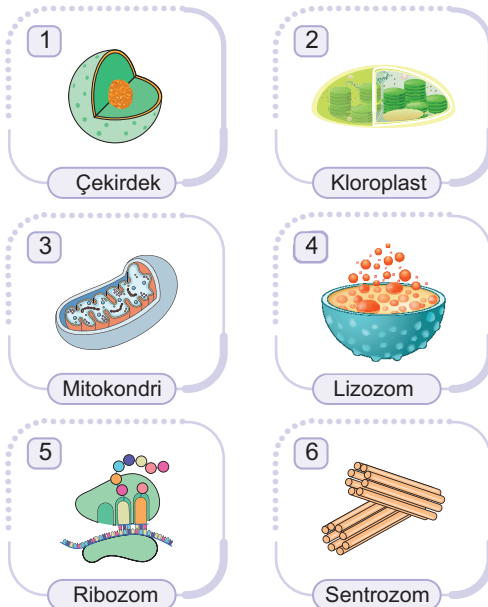 1
2
Çekirdek
Kloroplast
3
4
Mitokondri
Lizozom
5
6
Ribozom
Sentrozom